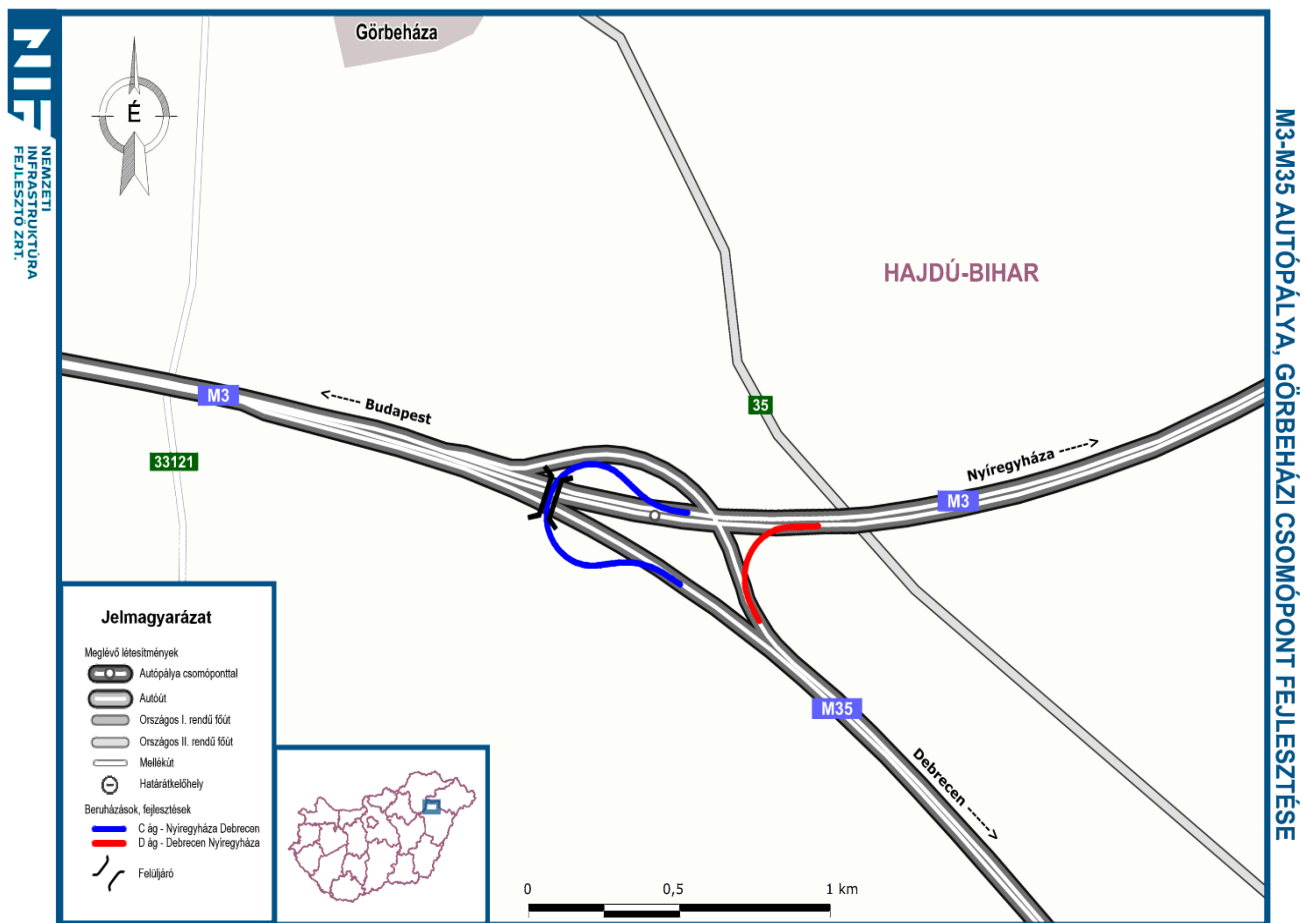 NIF
NEMZETI
INFRASTRUKTÚRA
FEJLESZTŐ ZRT.
M3-M35 AUTÓPÁLYA, GÖRBEHÁZI CSOMÓPONT FEJLESZTÉSE
Görbeháza
É
HAJDÚ-BIHAR
M3
<----- Budapest
35
33121
Nyíregyháza ----->
M3
M35
Debrecen ----->
Jelmagyarázat
Meglévő létesítmények
Autópálya csomóponttal
Autóút
Országos I. rendű főút
Országos II. rendű főút
Mellékút
Határátkelőhely
Beruházások, fejlesztések
C ág - Nyíregyháza Debrecen
D ág - Debrecen Nyíregyháza
Felüljáró
0 0,5 1 km